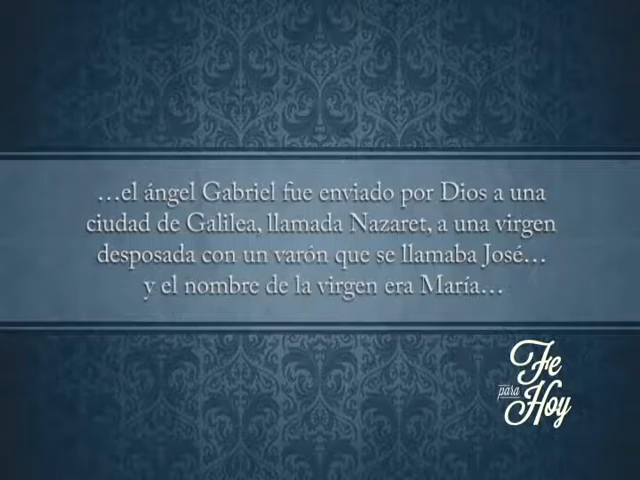 …el ángel Gabriel fue enviado por Dios a una
ciudad de Galilea, llamada Nazaret, a una virgen
desposada con un varón que se llamaba José…
y el nombre de la virgen era María…
Fe
para
Hoy